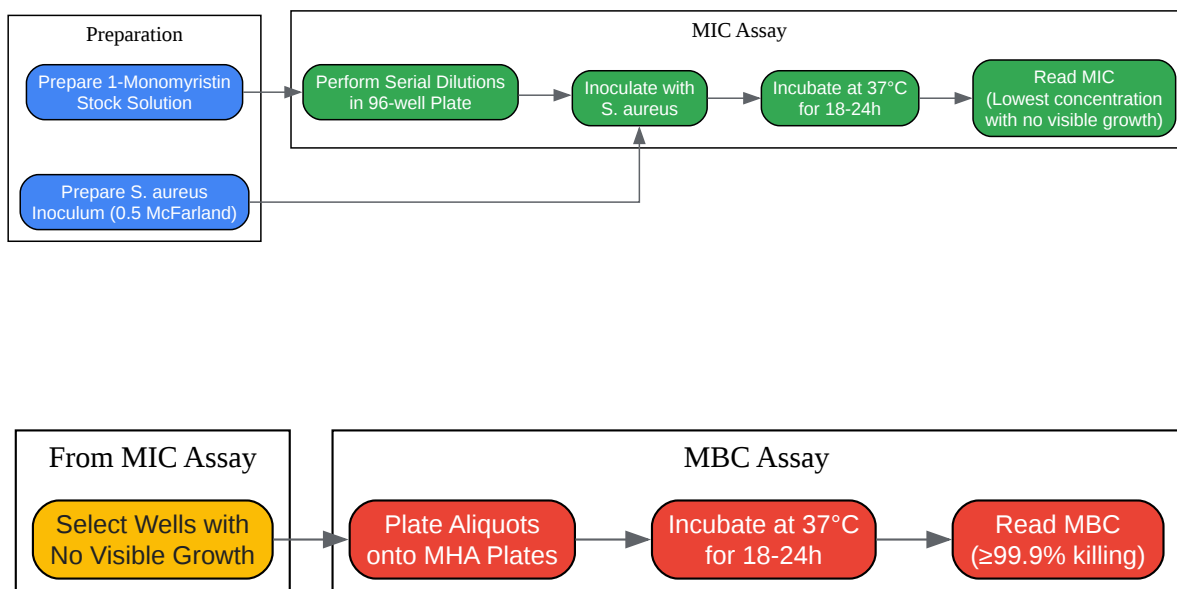 Preparation
MIC Assay
Prepare 1-Monomyristin
Stock Solution
Perform Serial Dilutions
in 96-well Plate
Inoculate with
S. aureus
Incubate at 37°C
for 18-24h
Read MIC
(Lowest concentration
with no visible growth)
Prepare S. aureus
Inoculum (0.5 McFarland)
From MIC Assay
MBC Assay
Select Wells with
No Visible Growth
Plate Aliquots
onto MHA Plates
Incubate at 37°C
for 18-24h
Read MBC
(≥99.9% killing)